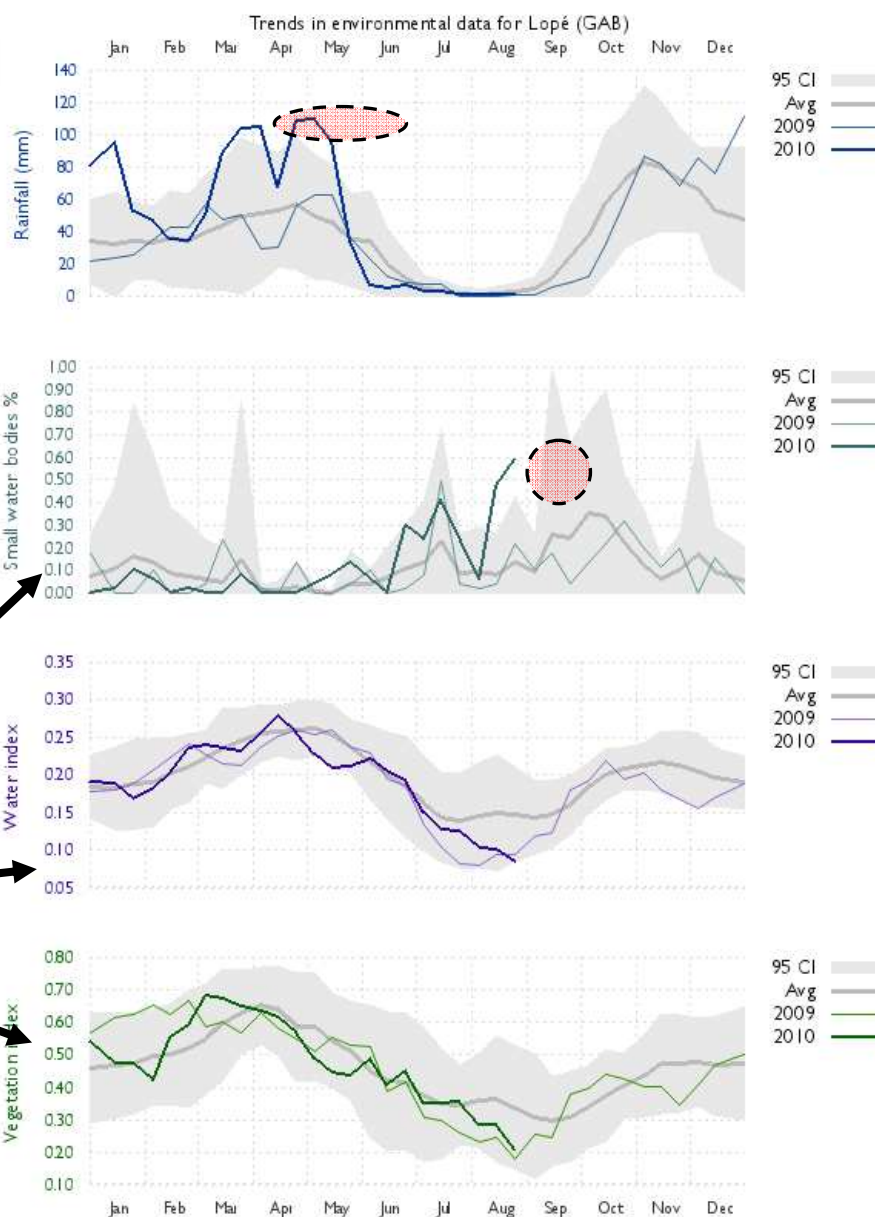 Trends in environmental data for Lopé (GAB)
Jan Feb Mar Apr May Jun Jul Aug Sep Oct Nov Dec
Rainfall (mm)
140
120
100
80
60
40
20
0
95 CI
Avg
2009
2010
Small water bodies %
1.00
0.90
0.80
0.70
0.60
0.50
0.40
0.30
0.20
0.10
0.00
95 CI
Avg
2009
2010
Water index
0.35
0.30
0.25
0.20
0.15
0.10
0.05
95 CI
Avg
2009
2010
Vegetation index
0.80
0.70
0.60
0.50
0.40
0.30
0.20
0.10
95 CI
Avg
2009
2010
Jan Feb Mar Apr May Jun Jul Aug Sep Oct Nov Dec